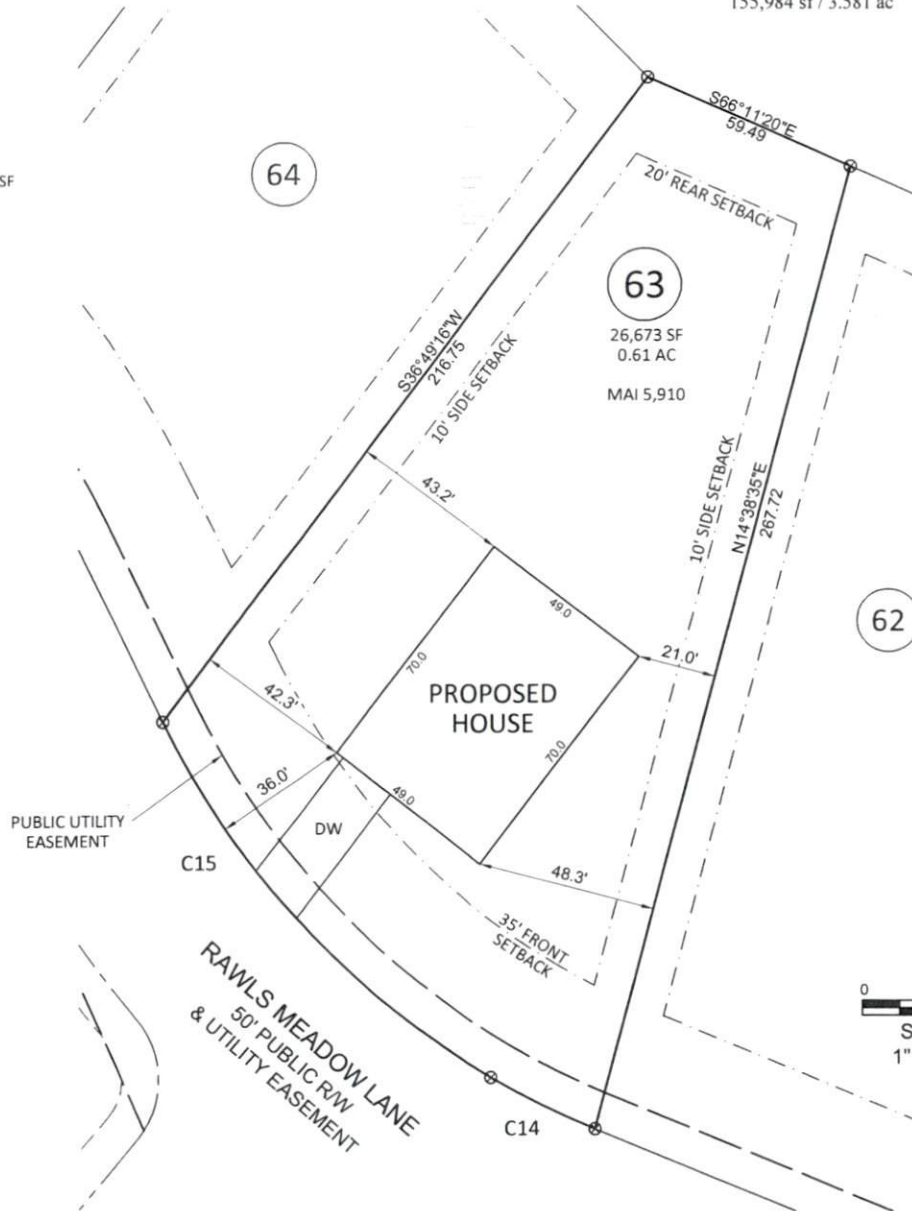 155,984 sf / 3.581 ac
SF
64
S66°11'20"E
59.49
20' REAR SETBACK
63
26,673 SF
0.61 AC
MAI 5,910
S36°49'16"W
216.75
10' SIDE SETBACK
10' SIDE SETBACK
N14°38'35"E
267.72
43.2'
49.0
21.0'
62
70.0
PROPOSED
HOUSE
70.0
42.3'
36.0'
49.0
DW
PUBLIC UTILITY
EASEMENT
C15
48.3'
35' FRONT
SETBACK
RAWLS MEADOW LANE
50' PUBLIC R/W
& UTILITY EASEMENT
0
S
1"
C14